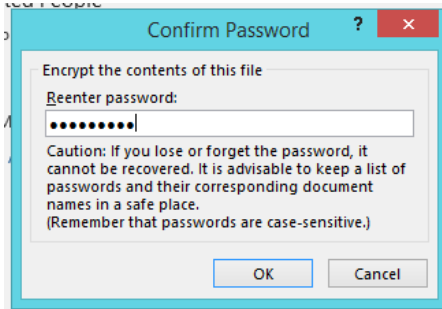 ted People
Confirm Password
?
×
Encrypt the contents of this file
Reenter password:
•••••••••
Caution: If you lose or forget the password, it
cannot be recovered. It is advisable to keep a list of
passwords and their corresponding document
names in a safe place.
(Remember that passwords are case-sensitive.)
OK
Cancel